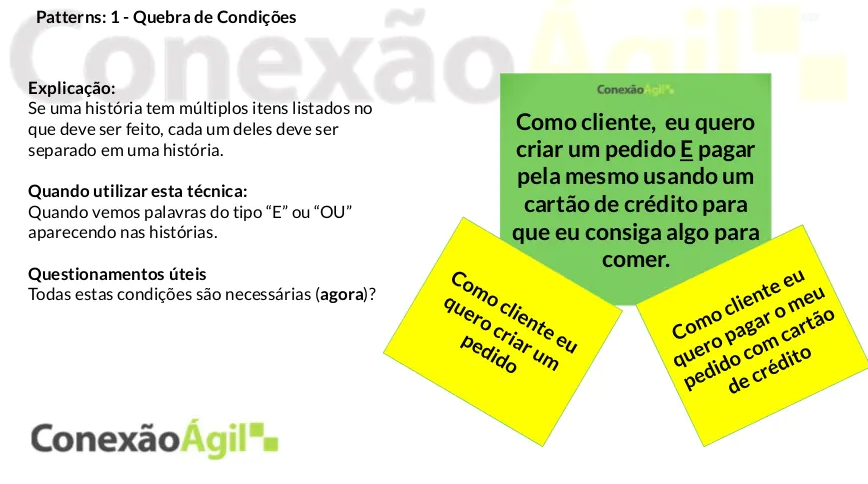 Patterns: 1 - Quebra de Condições
ConexãoÁgil
Explicação:
Se uma história tem múltiplos itens listados no
que deve ser feito, cada um deles deve ser
separado em uma história.
Quando utilizar esta técnica:
Quando vemos palavras do tipo “E” ou “OU”
aparecendo nas histórias.
Questionamentos úteis
Todas estas condições são necessárias (agora)?
ConexãoÁgil
Como cliente, eu quero
criar um pedido E pagar
pela mesmo usando um
cartão de crédito para
que eu consiga algo para
comer.
Como cliente eu
quero criar um
pedido
Como cliente eu
quero pagar o meu
pedido com cartão
de crédito
ConexãoÁgil